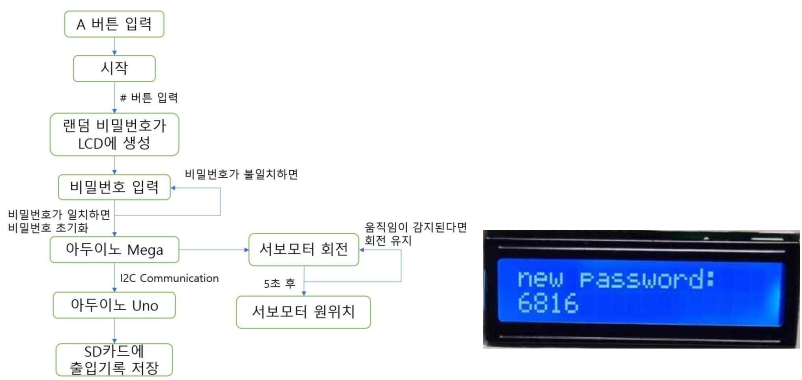 A 버튼 입력
시작
# 버튼 입력
랜덤 비밀번호가
LCD에 생성
비밀번호가 불일치하면
비밀번호 입력
비밀번호가 일치하면
비밀번호 초기화
아두이노 Mega
서보모터 회전
움직임이 감지된다면
회전 유지
I2C Communication
5초 후
아두이노 Uno
서보모터 원위치
SD카드에
출입기록 저장
new password:
6816